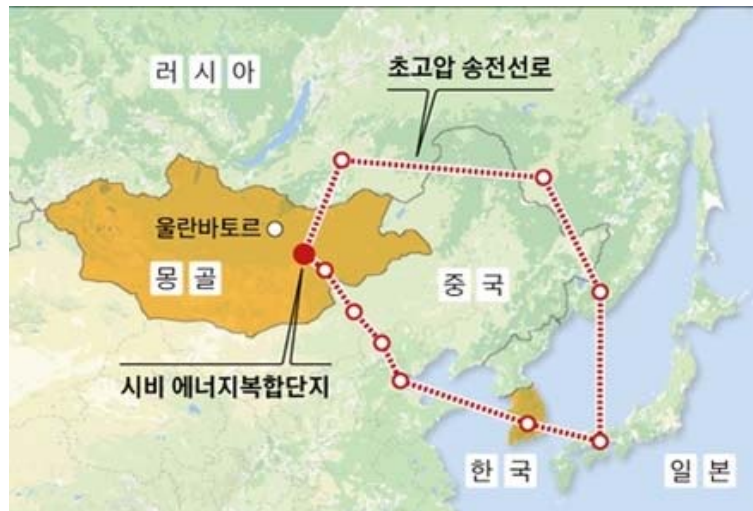 러시아
초고압 송전선로
울란바토르
몽골
중국
시비 에너지복합단지
한국
일본